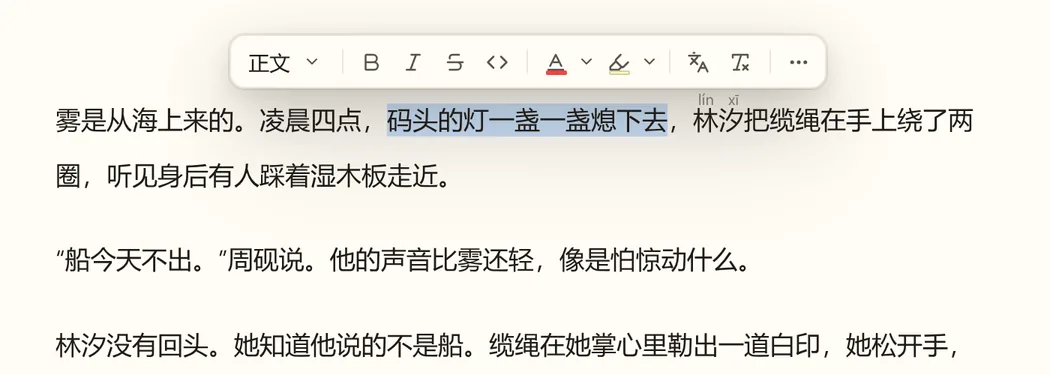 正文
lín xī
雾是从海上来的。凌晨四点，码头的灯一盏一盏熄下去，林汐把缆绳在手上绕了两
圈，听见身后有人踩着湿木板走近。
“船今天不出。”周砚说。他的声音比雾还轻，像是怕惊动什么。
林汐没有回头。她知道他说的不是船。缆绳在她掌心里勒出一道白印，她松开手，